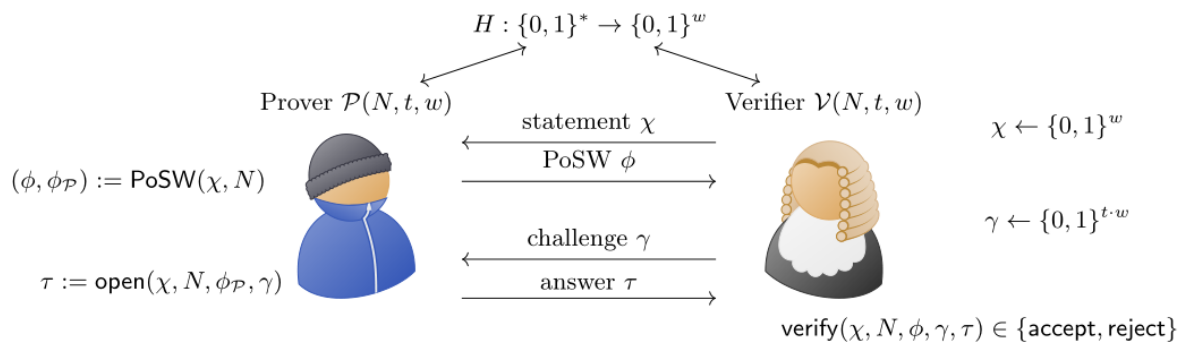 H : {0, 1}* → {0, 1}^w
Prover 𝒫(N, t, w)
Verifier 𝒱(N, t, w)
statement χ
χ ← {0, 1}^w
PoSW ϕ
(ϕ, ϕ_𝒫) := PoSW(χ, N)
γ ← {0, 1}^{t·w}
challenge γ
τ := open(χ, N, ϕ_𝒫, γ)
answer τ
verify(χ, N, ϕ, γ, τ) ∈ {accept, reject}